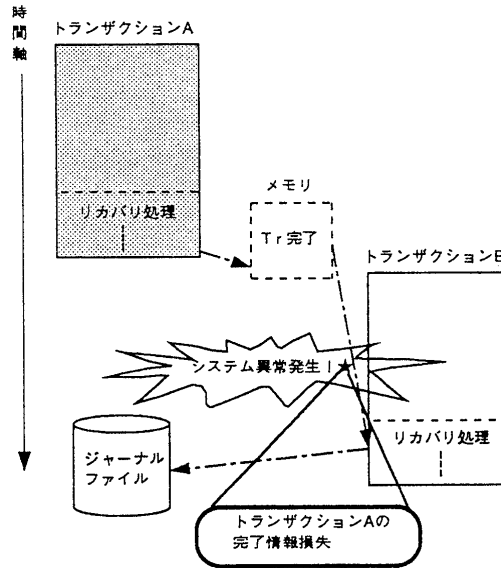 時間軸
トランザクションA
リカバリ処理
メモリ
Tr完了
トランザクションB
システム異常発生!
リカバリ処理
ジャーナル
ファイル
トランザクションAの
完了情報損失